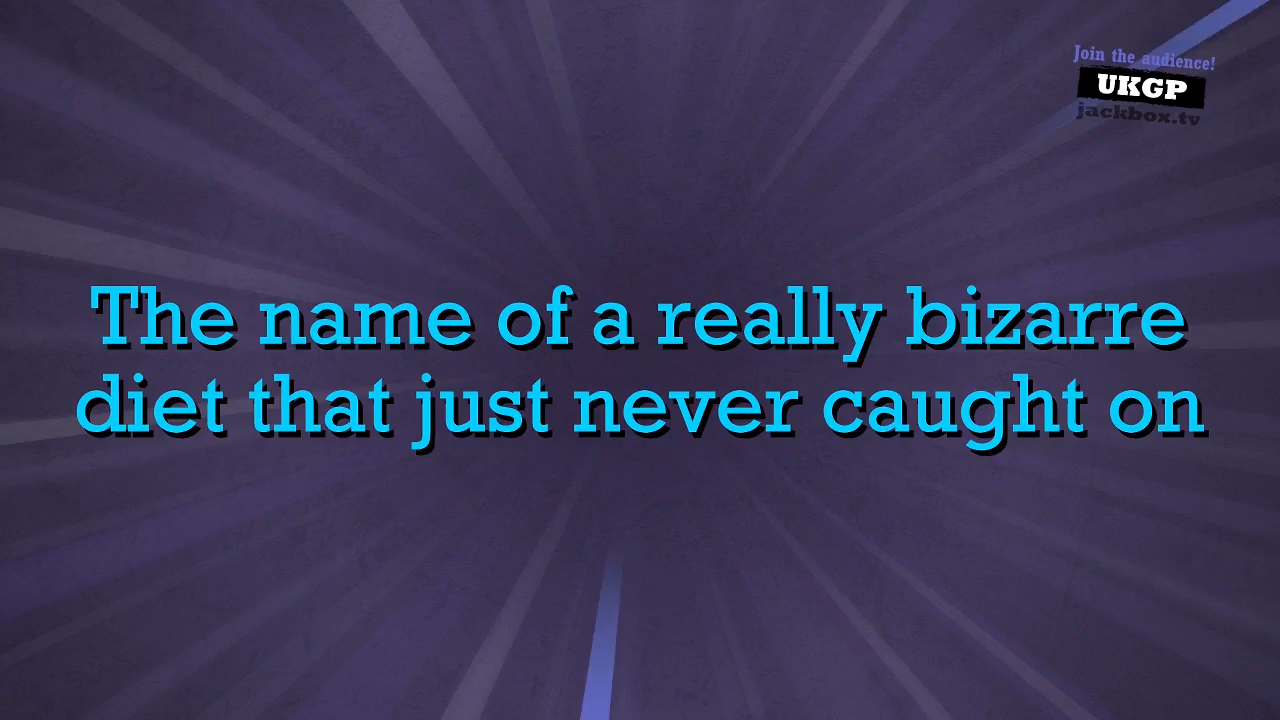 Join the audience!
UKGP
jackbox.tv
The name of a really bizarre
diet that just never caught on